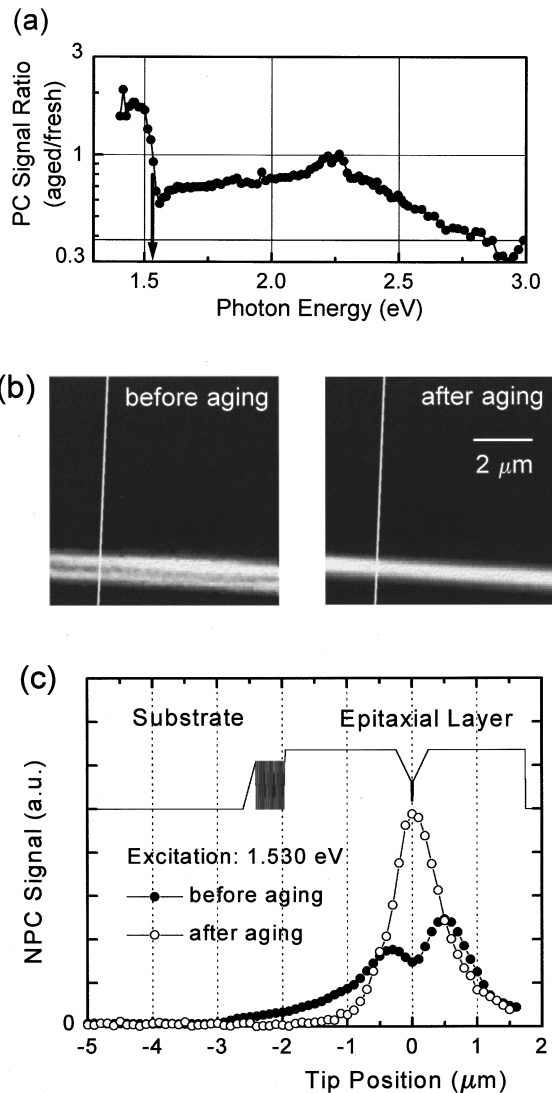 (a)
3
1
0.3
PC Signal Ratio
(aged/fresh)
1.5 2.0 2.5 3.0
Photon Energy (eV)
(b)
before aging
after aging
2 μm
(c)
Substrate Epitaxial Layer
Excitation: 1.530 eV
before aging
after aging
NPC Signal (a.u.)
0
-5 -4 -3 -2 -1 0 1 2
Tip Position (μm)